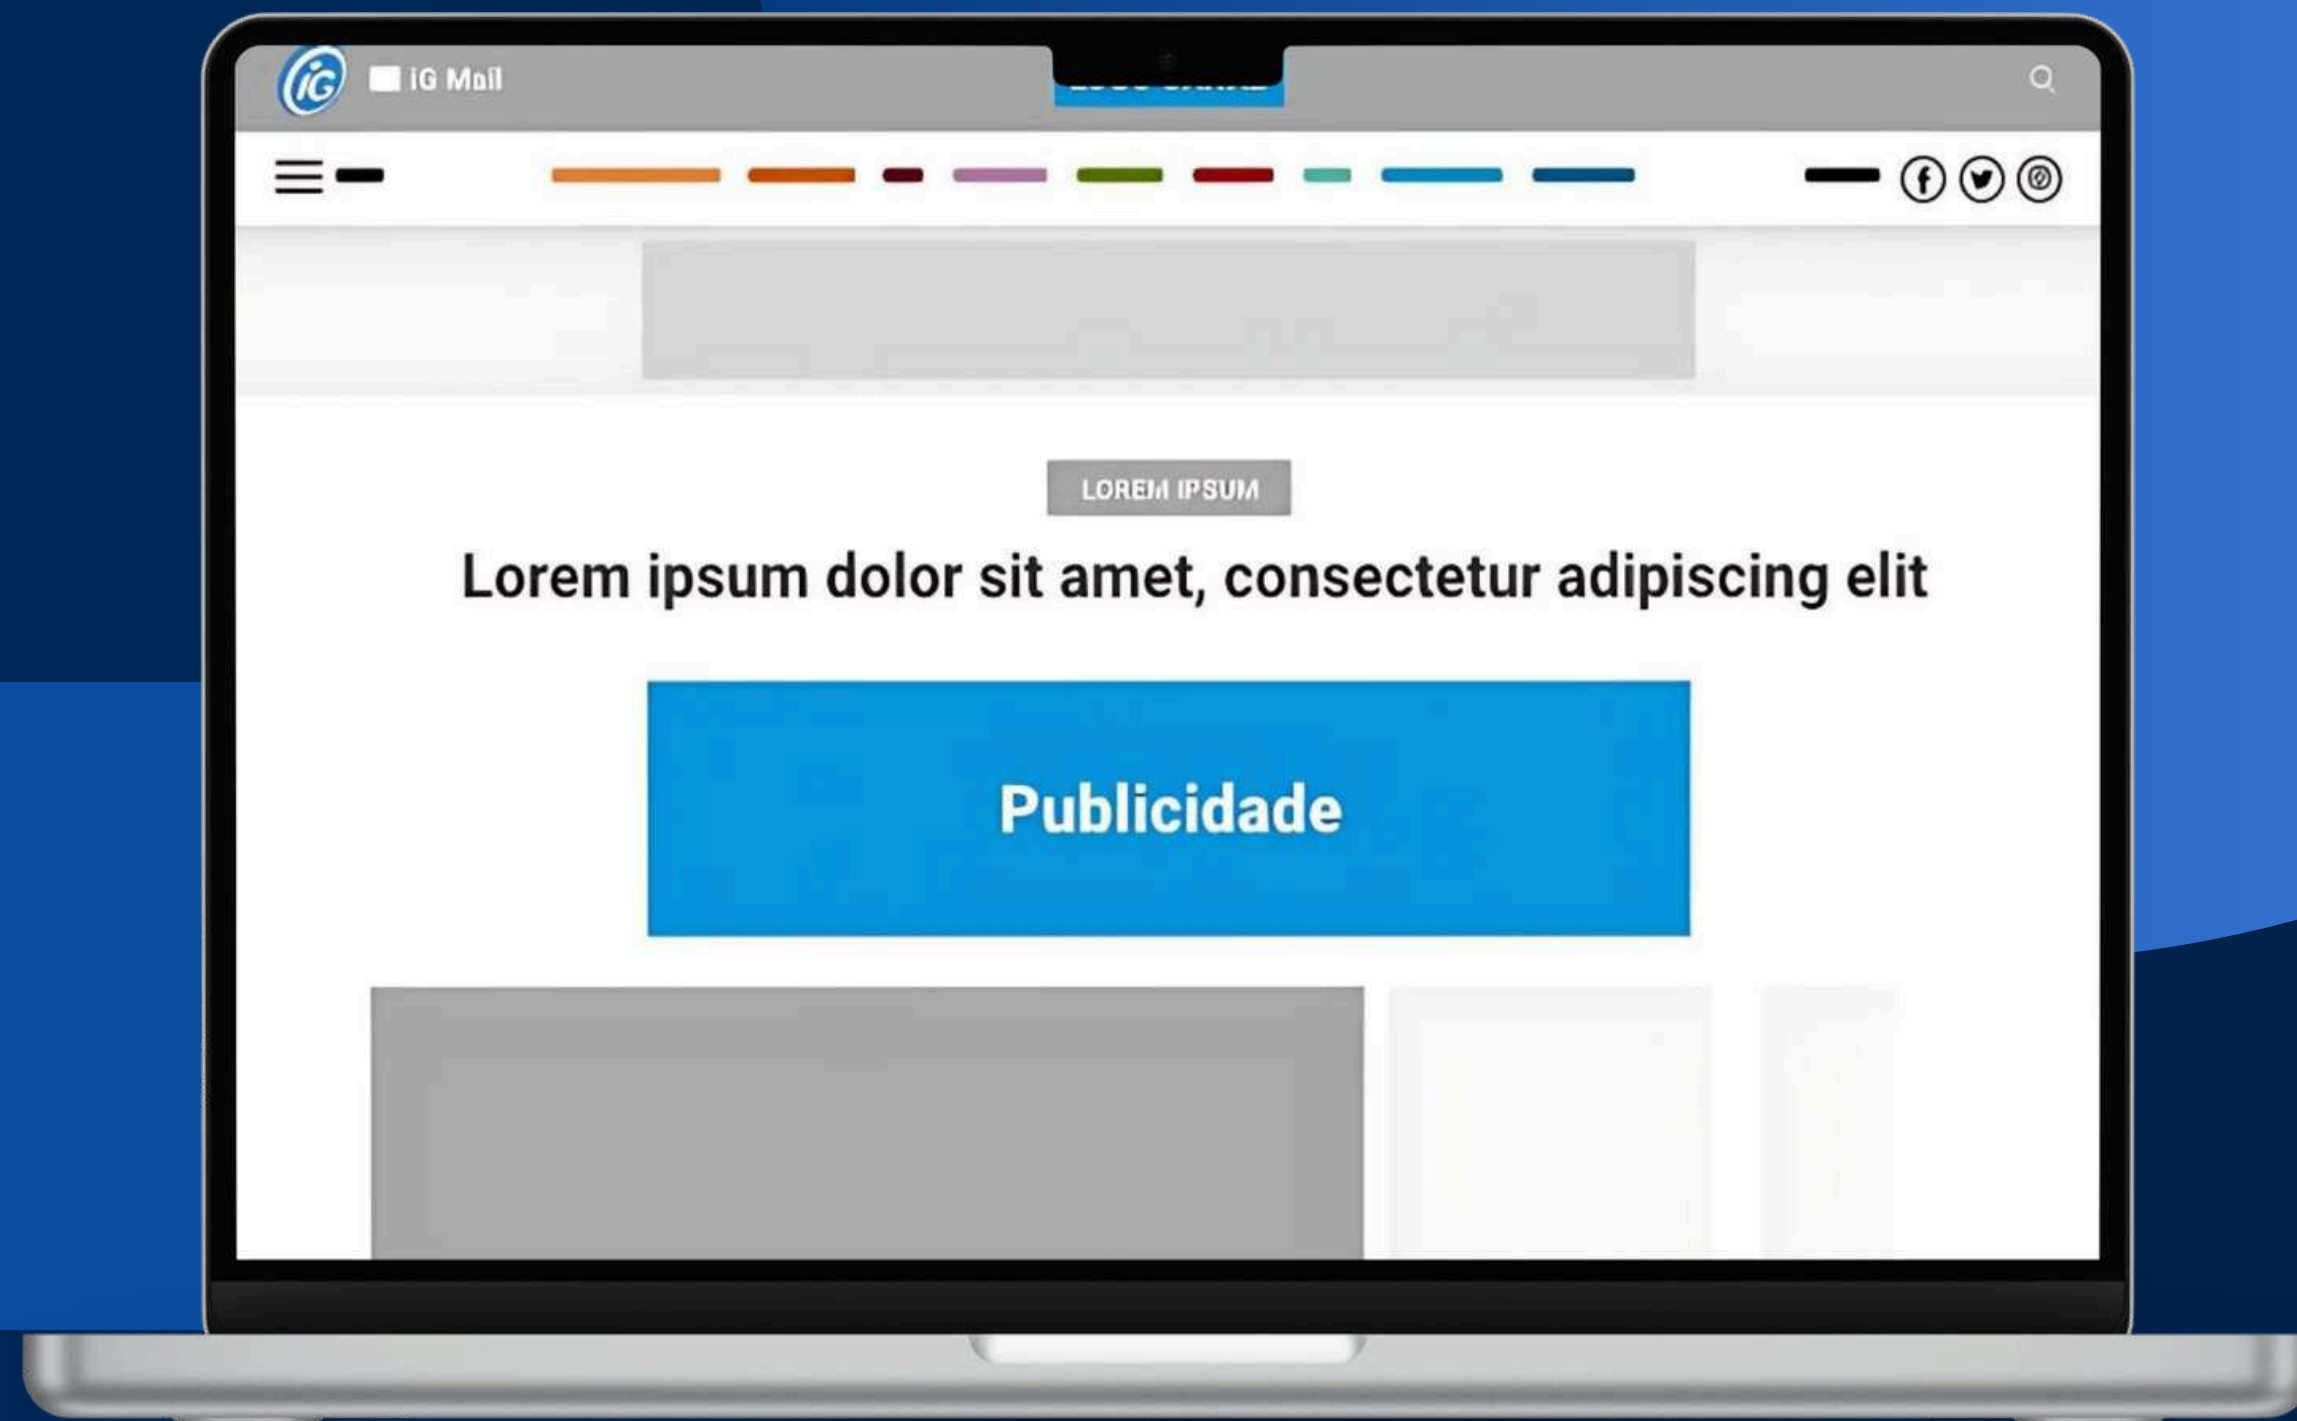 iG
iG Mail
LOREM IPSUM
Lorem ipsum dolor sit amet, consectetur adipiscing elit
Publicidade